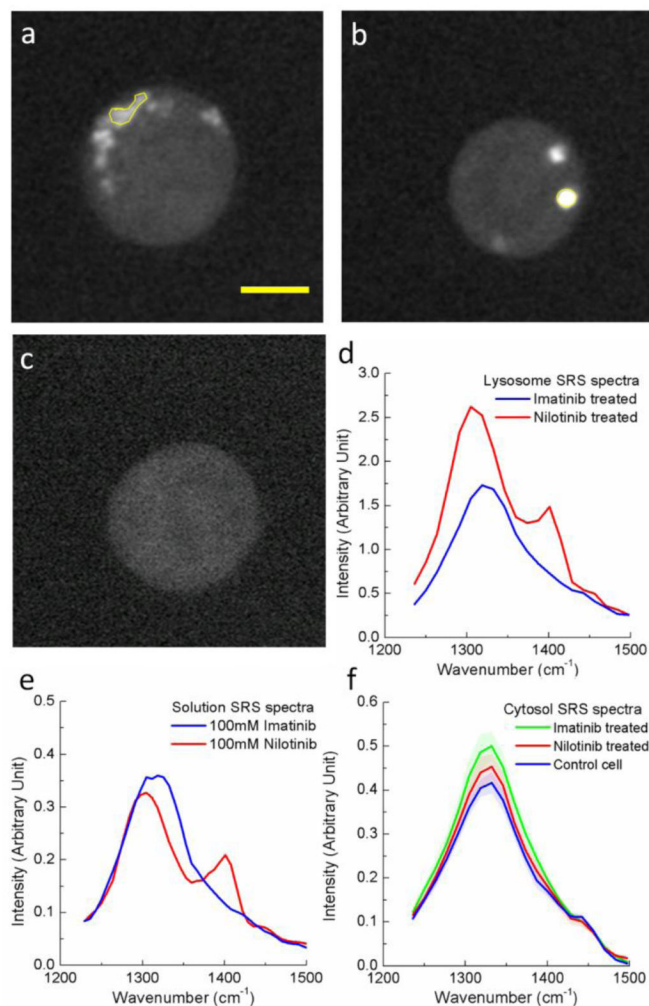 a
b
c
d
Lysosome SRS spectra
Imatinib treated
Nilotinib treated
3.0
2.5
2.0
1.5
1.0
0.5
0.0
Intensity (Arbitrary Unit)
1200 1300 1400 1500
Wavenumber (cm⁻¹)
e
Solution SRS spectra
100mM Imatinib
100mM Nilotinib
0.5
0.4
0.3
0.2
0.1
0.0
Intensity (Arbitrary Unit)
1200 1300 1400 1500
Wavenumber (cm⁻¹)
f
Cytosol SRS spectra
Imatinib treated
Nilotinib treated
Control cell
0.6
0.5
0.4
0.3
0.2
0.1
0.0
Intensity (Arbitrary Unit)
1200 1300 1400 1500
Wavenumber (cm⁻¹)